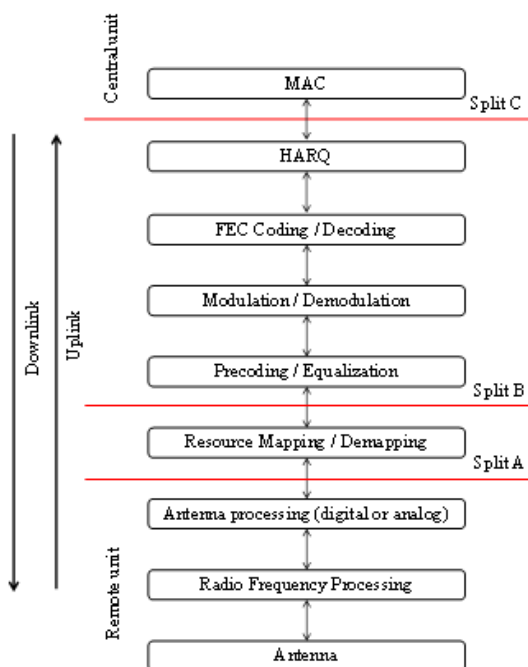 Central unit
MAC
Split C
HARQ
FEC Coding / Decoding
Modulation / Demodulation
Downlink
Uplink
Precoding / Equalization
Split B
Resource Mapping / Demapping
Split A
Antenna processing (digital or analog)
Remote unit
Radio Frequency Processing
Antenna